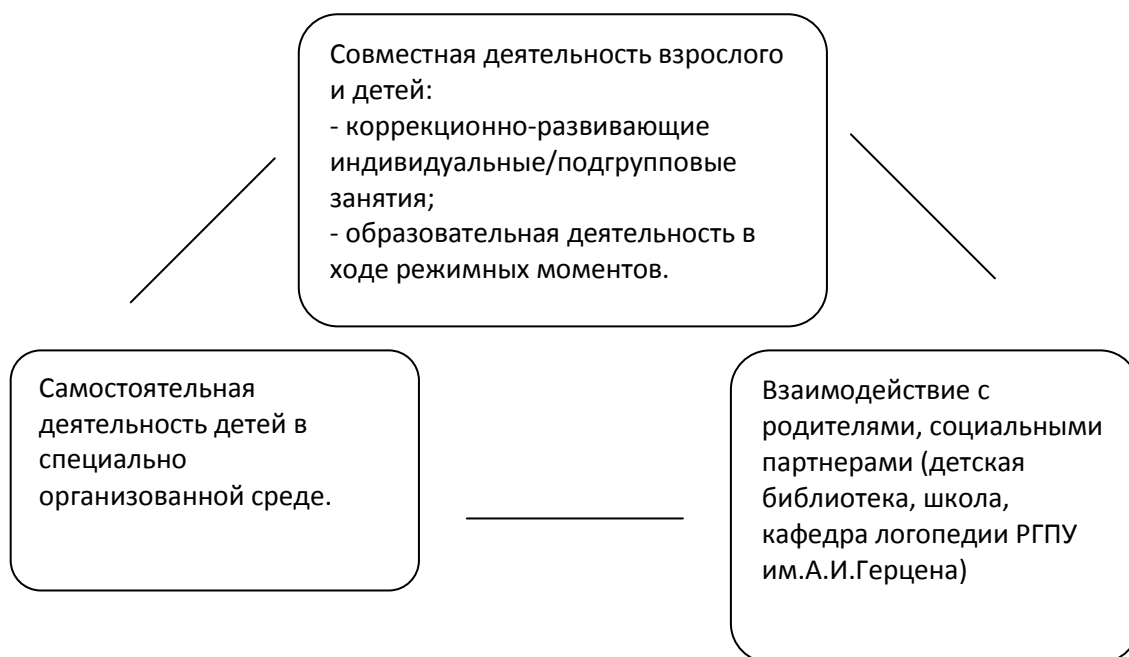 Совместная деятельность взрослого
и детей:
- коррекционно-развивающие
индивидуальные/подгрупповые
занятия;
- образовательная деятельность в
ходе режимных моментов.
Самостоятельная
деятельность детей в
специально
организованной среде.
Взаимодействие с
родителями, социальными
партнерами (детская
библиотека, школа,
кафедра логопедии РГПУ
им.А.И.Герцена)